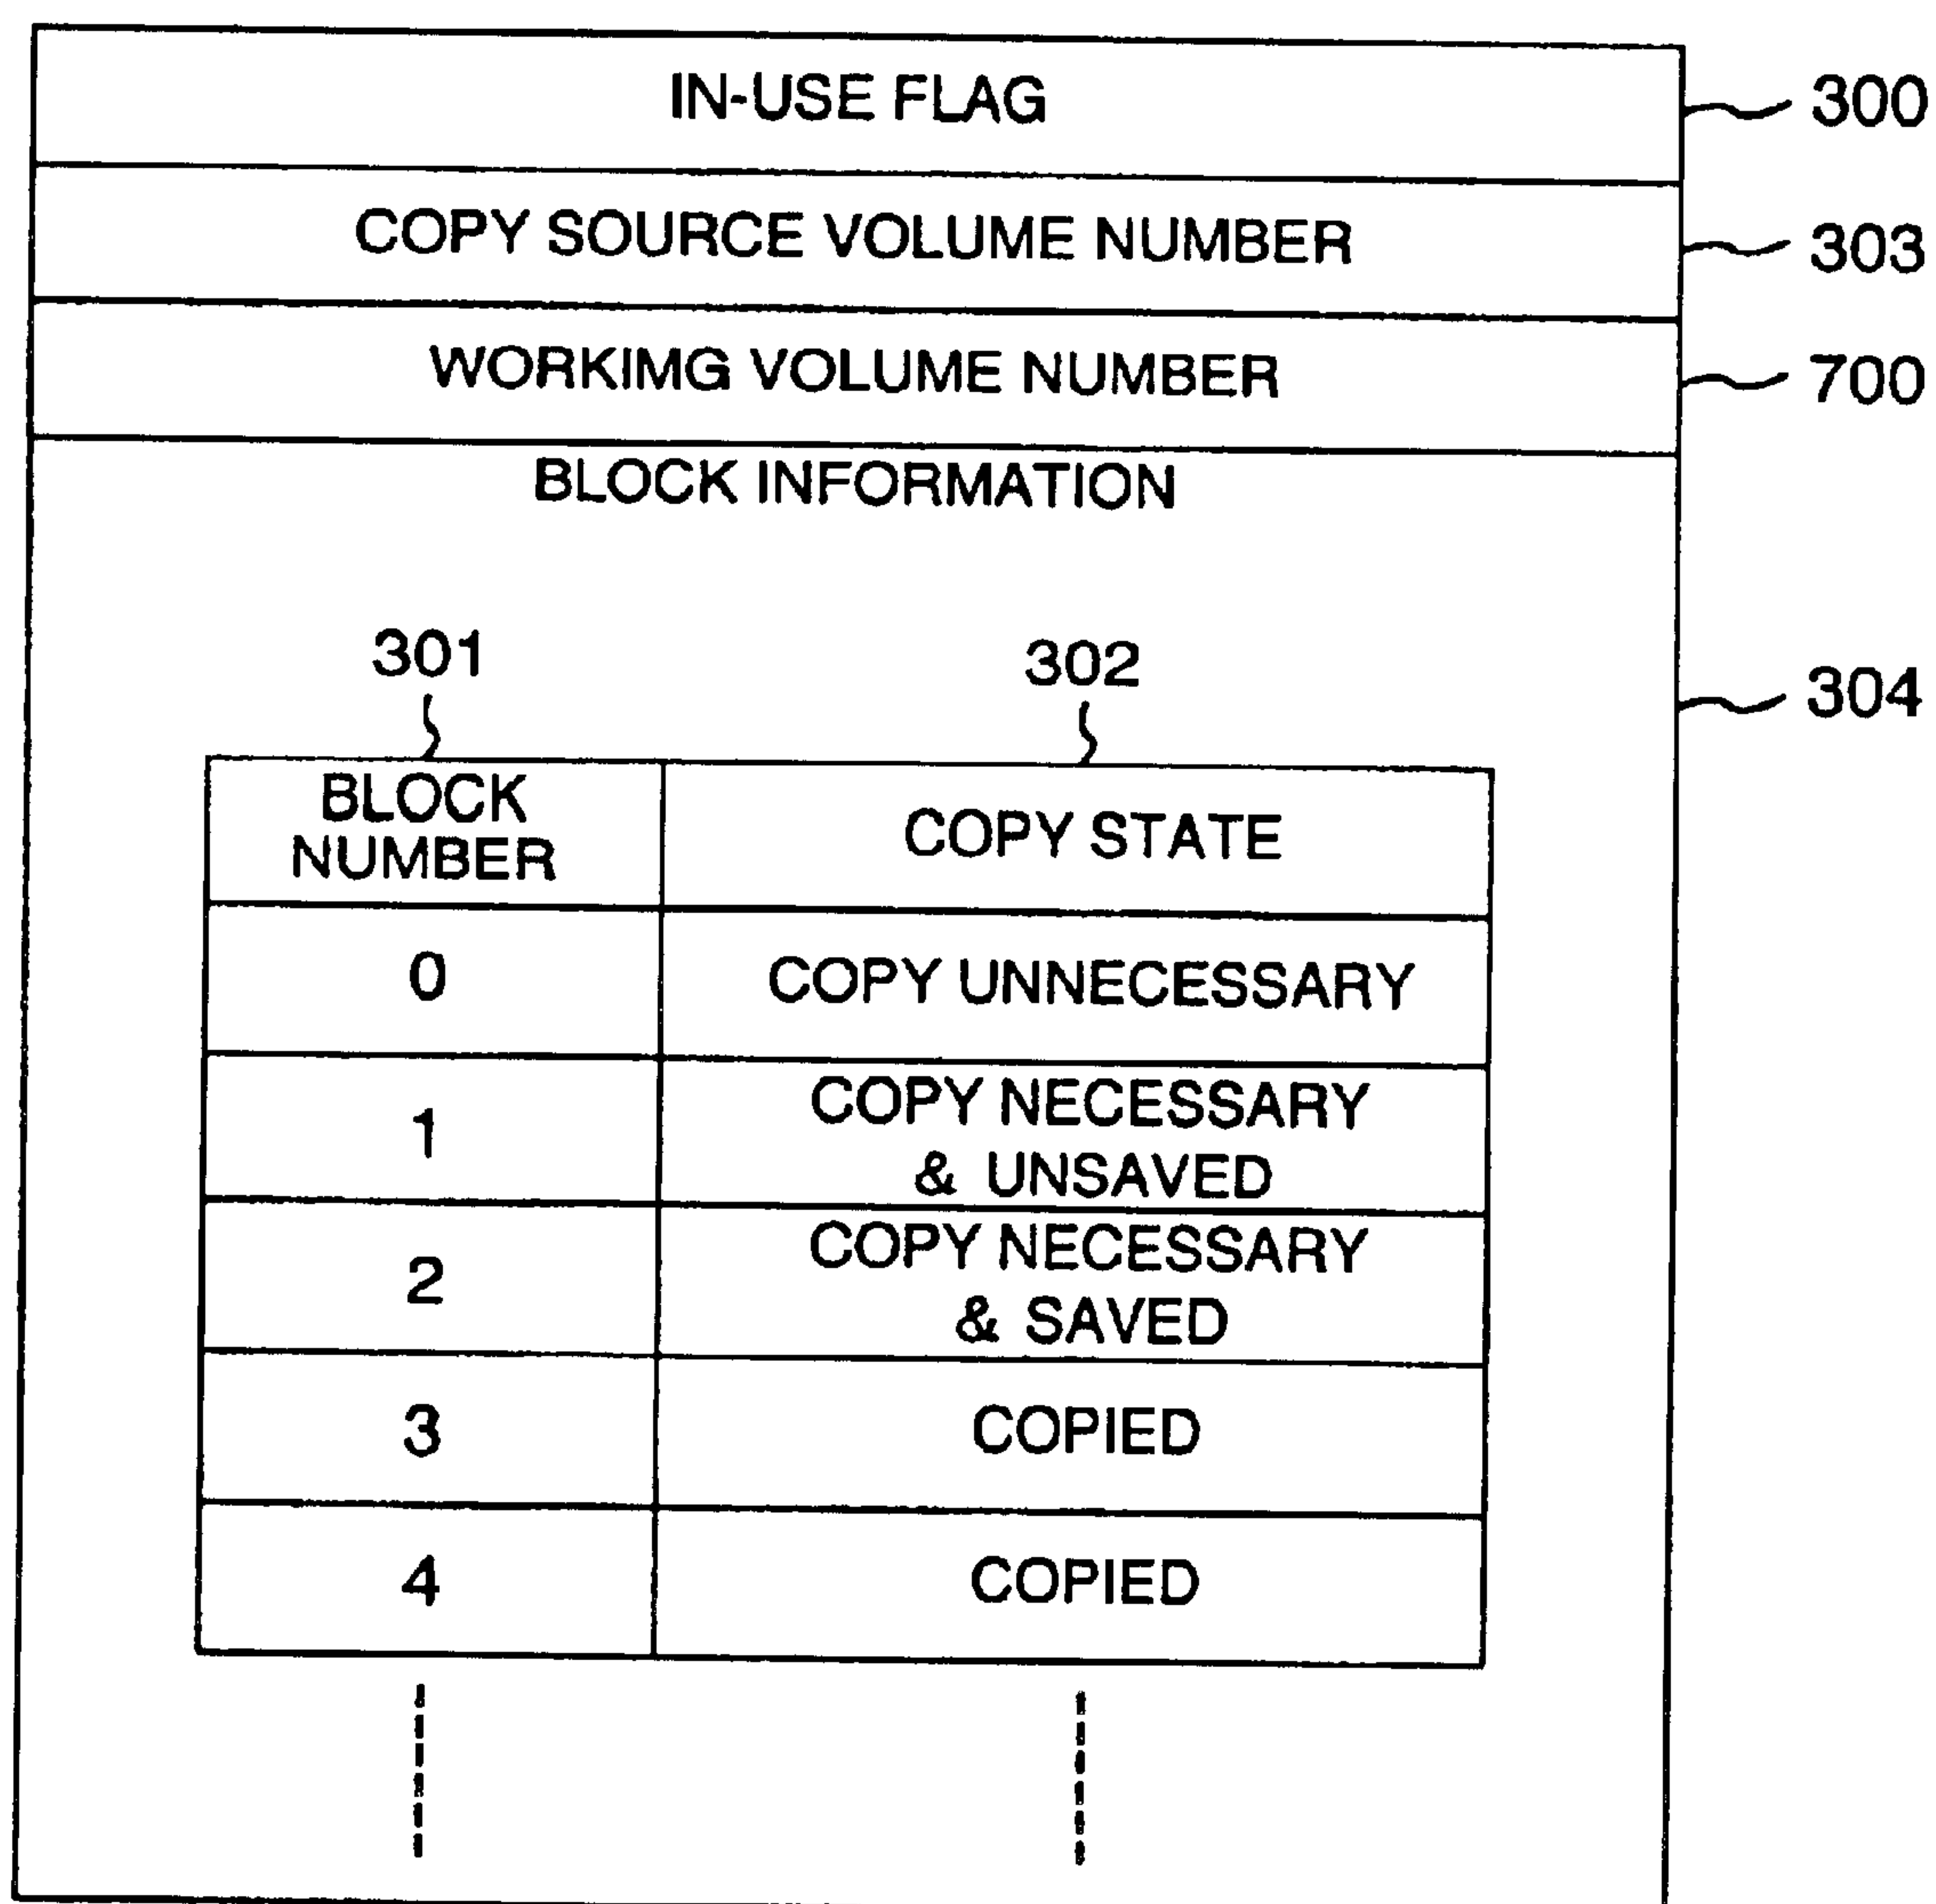 IN-USE FLAG 300
COPY SOURCE VOLUME NUMBER 303
WORKIMG VOLUME NUMBER 700
BLOCK INFORMATION
301 302
304
BLOCK
NUMBER
COPY STATE
0 COPY UNNECESSARY
1 COPY NECESSARY
& UNSAVED
2 COPY NECESSARY
& SAVED
3 COPIED
4 COPIED